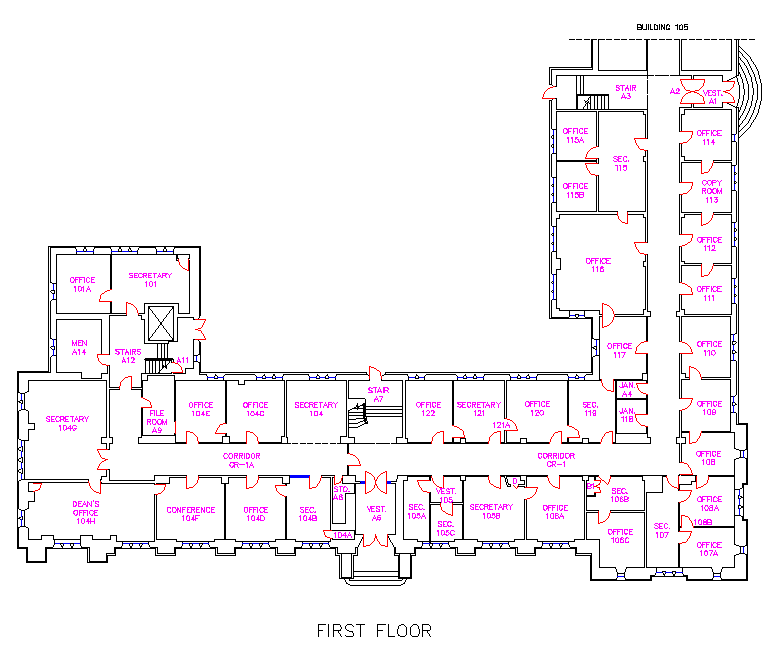 BUILDING 105
STAIR
A3
A2
VEST.
A1
OFFICE
115A
SEC.
115
OFFICE
114
OFFICE
115B
COPY
ROOM
113
OFFICE
112
OFFICE
116
OFFICE
111
OFFICE
101A
SECRETARY
101
MEN
A14
STAIRS
A12
A11
OFFICE
117
OFFICE
110
STAIR
A7
JAN.
A4
SECRETARY
104G
FILE
ROOM
A9
OFFICE
104E
OFFICE
104C
SECRETARY
104
OFFICE
122
SECRETARY
121
121A
OFFICE
120
SEC.
118
JAN.
11B
OFFICE
109
CORRIDOR
CR-1A
CORRIDOR
CR-1
OFFICE
108
DEAN'S
OFFICE
104H
CONFERENCE
104F
OFFICE
104D
SEC.
104B
STO.
A8
104A
VEST.
A6
SEC.
105A
VEST.
105
SEC.
105C
SECRETARY
105B
D
OFFICE
106A
B1
SEC.
106B
OFFICE
106C
SEC.
107
OFFICE
108A
108B
OFFICE
107A
FIRST FLOOR